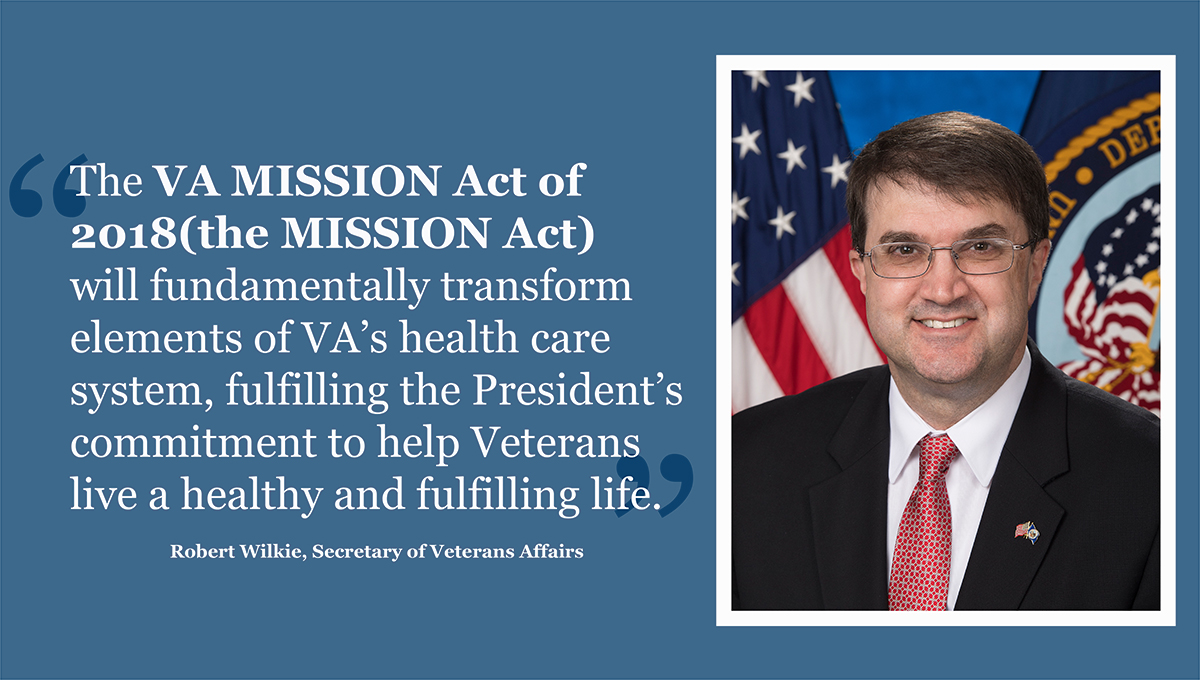 “The VA MISSION Act of
2018(the MISSION Act)
will fundamentally transform
elements of VA’s health care
system, fulfilling the President’s
commitment to help Veterans
live a healthy and fulfilling life.”
Robert Wilkie, Secretary of Veterans Affairs